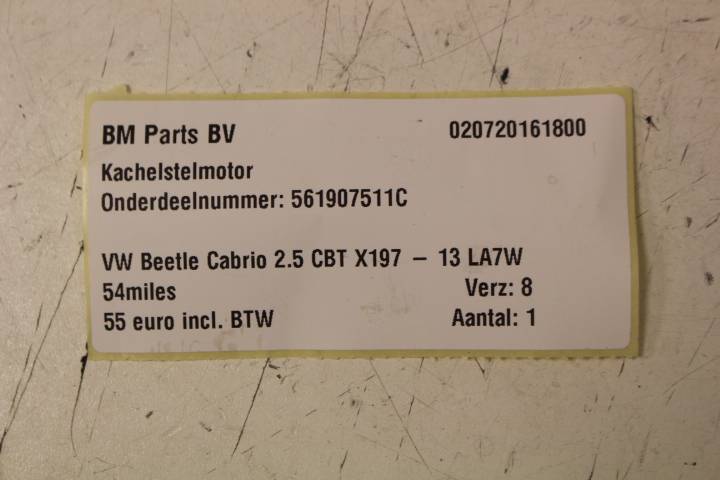 BM Parts BV 020720161800
Kachelstelmotor
Onderdeelnummer: 561907511C
VW Beetle Cabrio 2.5 CBT X197 – 13 LA7W
54miles Verz: 8
55 euro incl. BTW Aantal: 1